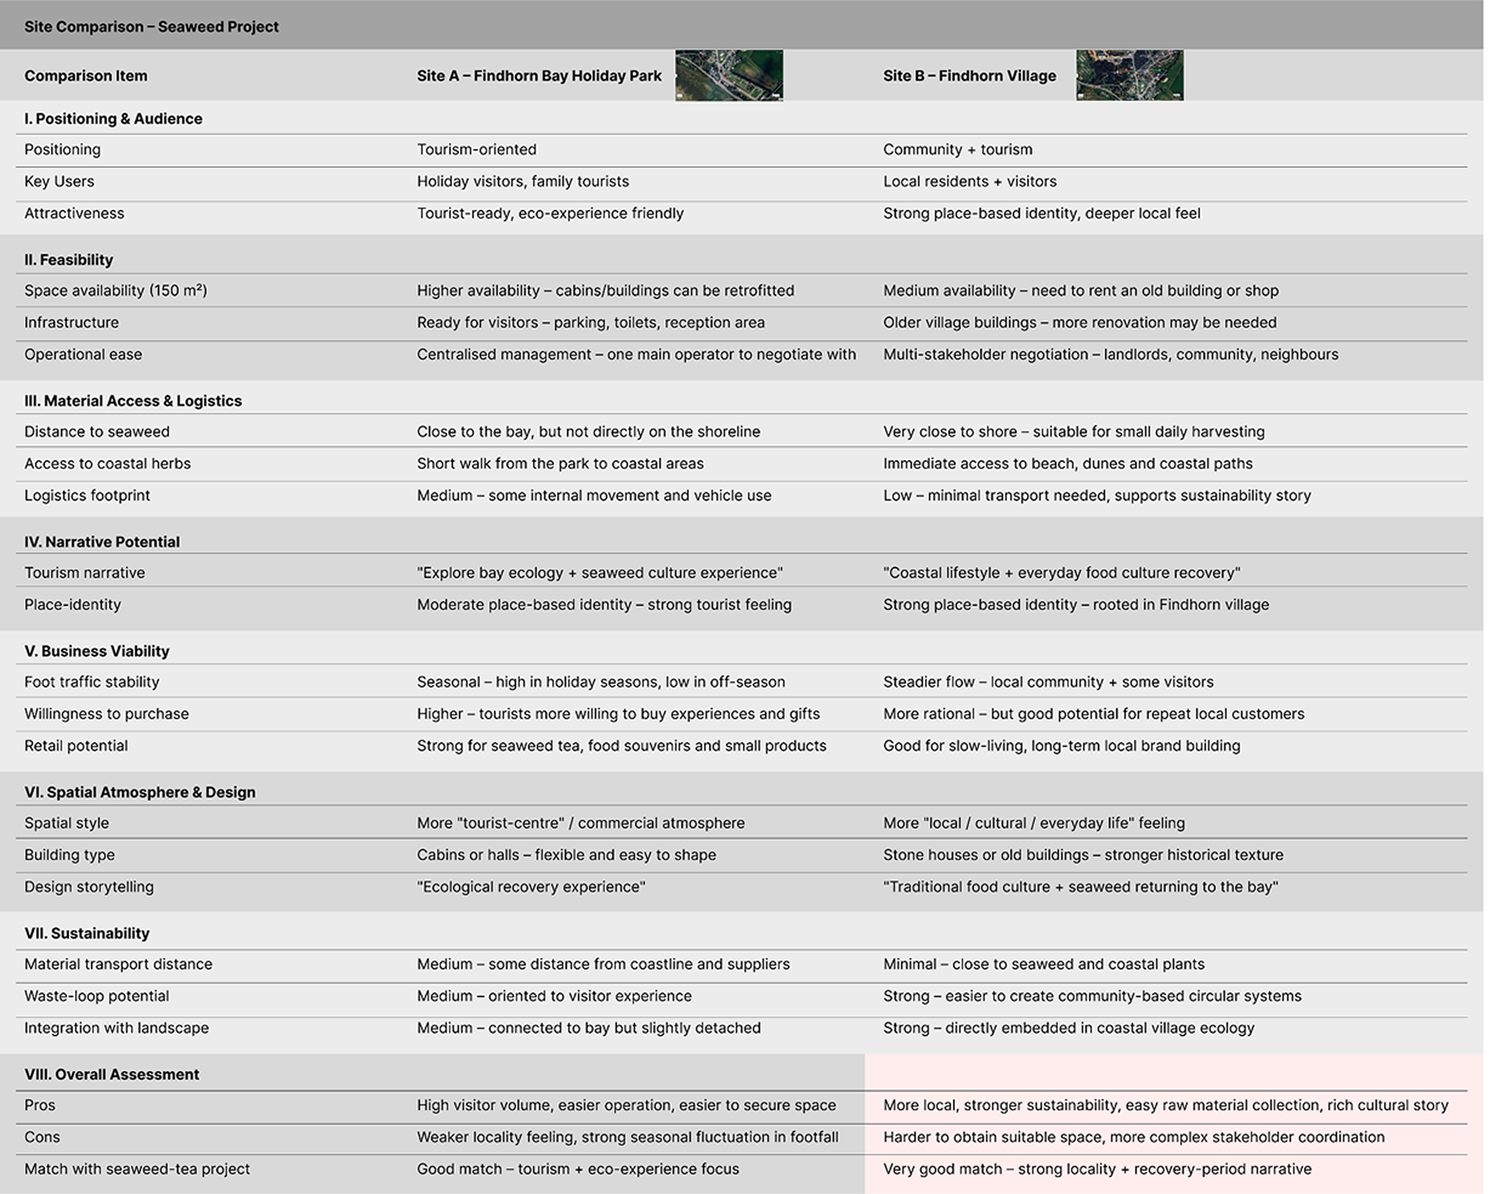 Site Comparison – Seaweed Project
Comparison Item Site A – Findhorn Bay Holiday Park Site B – Findhorn Village
I. Positioning & Audience
Positioning Tourism-oriented Community + tourism
Key Users Holiday visitors, family tourists Local residents + visitors
Attractiveness Tourist-ready, eco-experience friendly Strong place-based identity, deeper local feel
II. Feasibility
Space availability (150 m²) Higher availability – cabins/buildings can be retrofitted Medium availability – need to rent an old building or shop
Infrastructure Ready for visitors – parking, toilets, reception area Older village buildings – more renovation may be needed
Operational ease Centralised management – one main operator to negotiate with Multi-stakeholder negotiation – landlords, community, neighbours
III. Material Access & Logistics
Distance to seaweed Close to the bay, but not directly on the shoreline Very close to shore – suitable for small daily harvesting
Access to coastal herbs Short walk from the park to coastal areas Immediate access to beach, dunes and coastal paths
Logistics footprint Medium – some internal movement and vehicle use Low – minimal transport needed, supports sustainability story
IV. Narrative Potential
Tourism narrative "Explore bay ecology + seaweed culture experience" "Coastal lifestyle + everyday food culture recovery"
Place-identity Moderate place-based identity – strong tourist feeling Strong place-based identity – rooted in Findhorn village
V. Business Viability
Foot traffic stability Seasonal – high in holiday seasons, low in off-season Steadier flow – local community + some visitors
Willingness to purchase Higher – tourists more willing to buy experiences and gifts More rational – but good potential for repeat local customers
Retail potential Strong for seaweed tea, food souvenirs and small products Good for slow-living, long-term local brand building
VI. Spatial Atmosphere & Design
Spatial style More "tourist-centre" / commercial atmosphere More "local / cultural / everyday life" feeling
Building type Cabins or halls – flexible and easy to shape Stone houses or old buildings – stronger historical texture
Design storytelling "Ecological recovery experience" "Traditional food culture + seaweed returning to the bay"
VII. Sustainability
Material transport distance Medium – some distance from coastline and suppliers Minimal – close to seaweed and coastal plants
Waste-loop potential Medium – oriented to visitor experience Strong – easier to create community-based circular systems
Integration with landscape Medium – connected to bay but slightly detached Strong – directly embedded in coastal village ecology
VIII. Overall Assessment
Pros High visitor volume, easier operation, easier to secure space More local, stronger sustainability, easy raw material collection, rich cultural story
Cons Weaker locality feeling, strong seasonal fluctuation in footfall Harder to obtain suitable space, more complex stakeholder coordination
Match with seaweed-tea project Good match – tourism + eco-experience focus Very good match – strong locality + recovery-period narrative